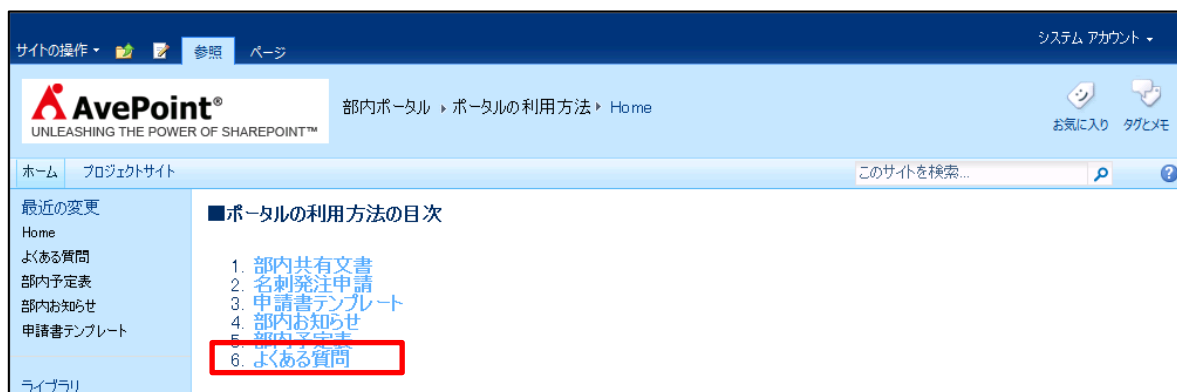 システム アカウント
サイトの操作 参照 ページ
AvePoint®
UNLEASHING THE POWER OF SHAREPOINT™
部内ポータル ▸ ポータルの利用方法 ▸ Home
お気に入り タグとメモ
ホーム プロジェクトサイト
このサイトを検索...
最近の変更
Home
よくある質問
部内予定表
部内お知らせ
申請書テンプレート
ライブラリ
■ポータルの利用方法の目次
1. 部内共有文書
2. 名刺発注申請
3. 申請書テンプレート
4. 部内お知らせ
5. 部内予定表
6. よくある質問